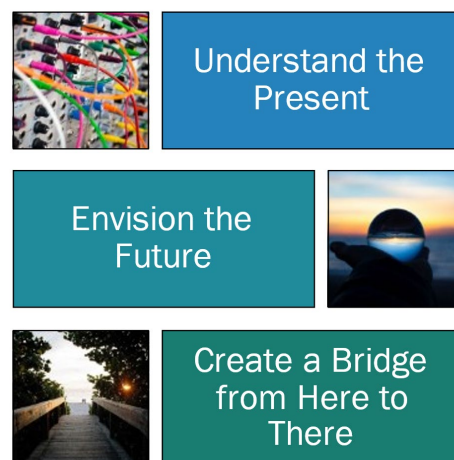 Understand the
Present
Envision the
Future
Create a Bridge
from Here to
There